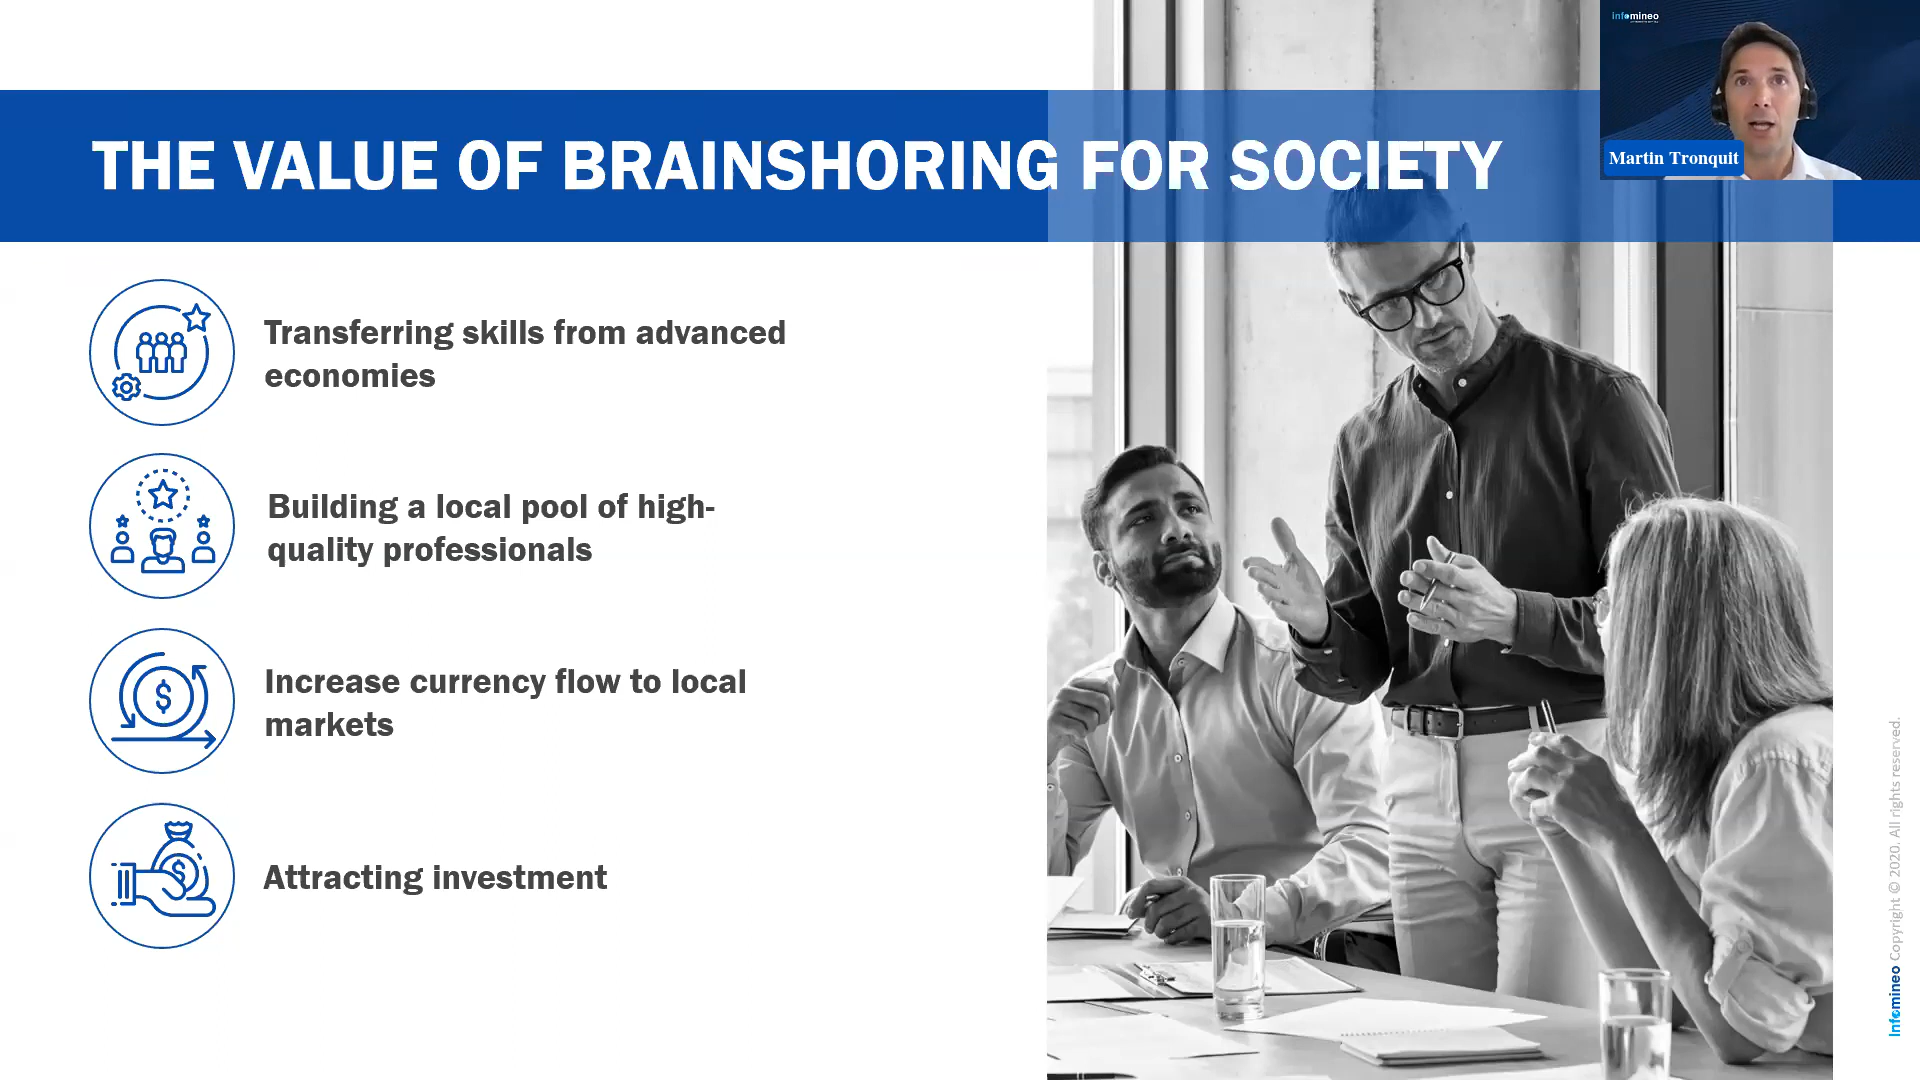 infomineo
Martin Tronquit
THE VALUE OF BRAINSHORING FOR SOCIETY
Transferring skills from advanced
economies
Building a local pool of high-
quality professionals
Increase currency flow to local
markets
Attracting investment
Infomineo Copyright © 2020. All rights reserved.